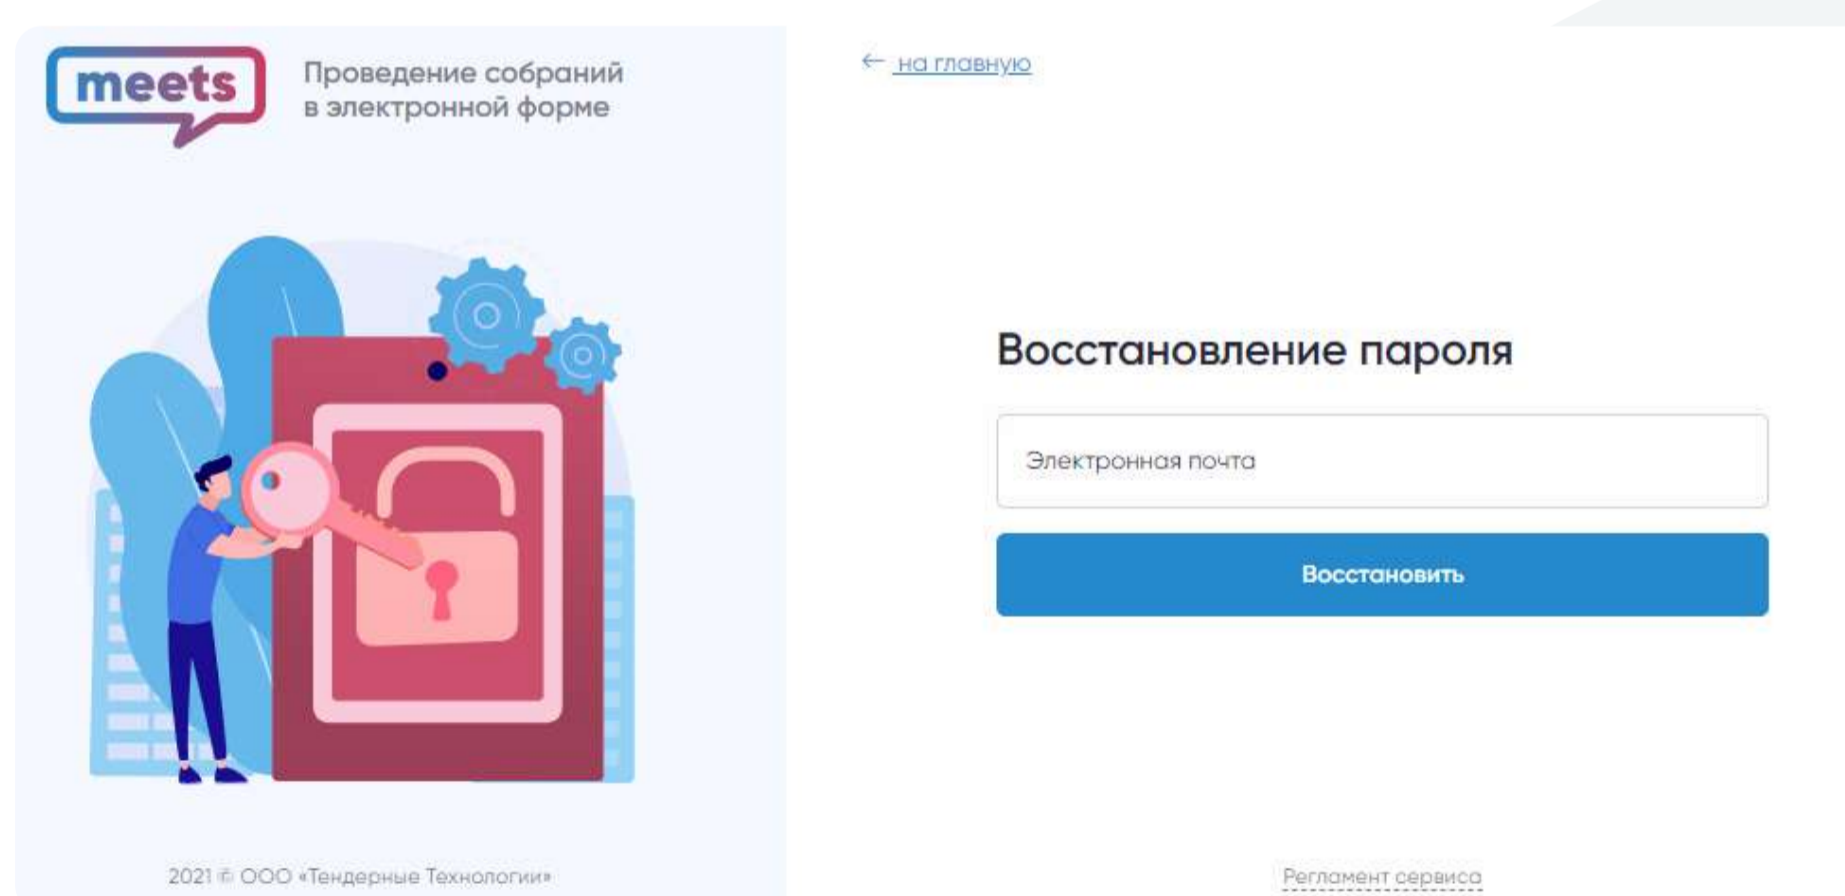 meets
Проведение собраний
в электронной форме
← на главную
Восстановление пароля
Электронная почта
Восстановить
2021 © ООО «Тендерные Технологии»
Регламент сервиса